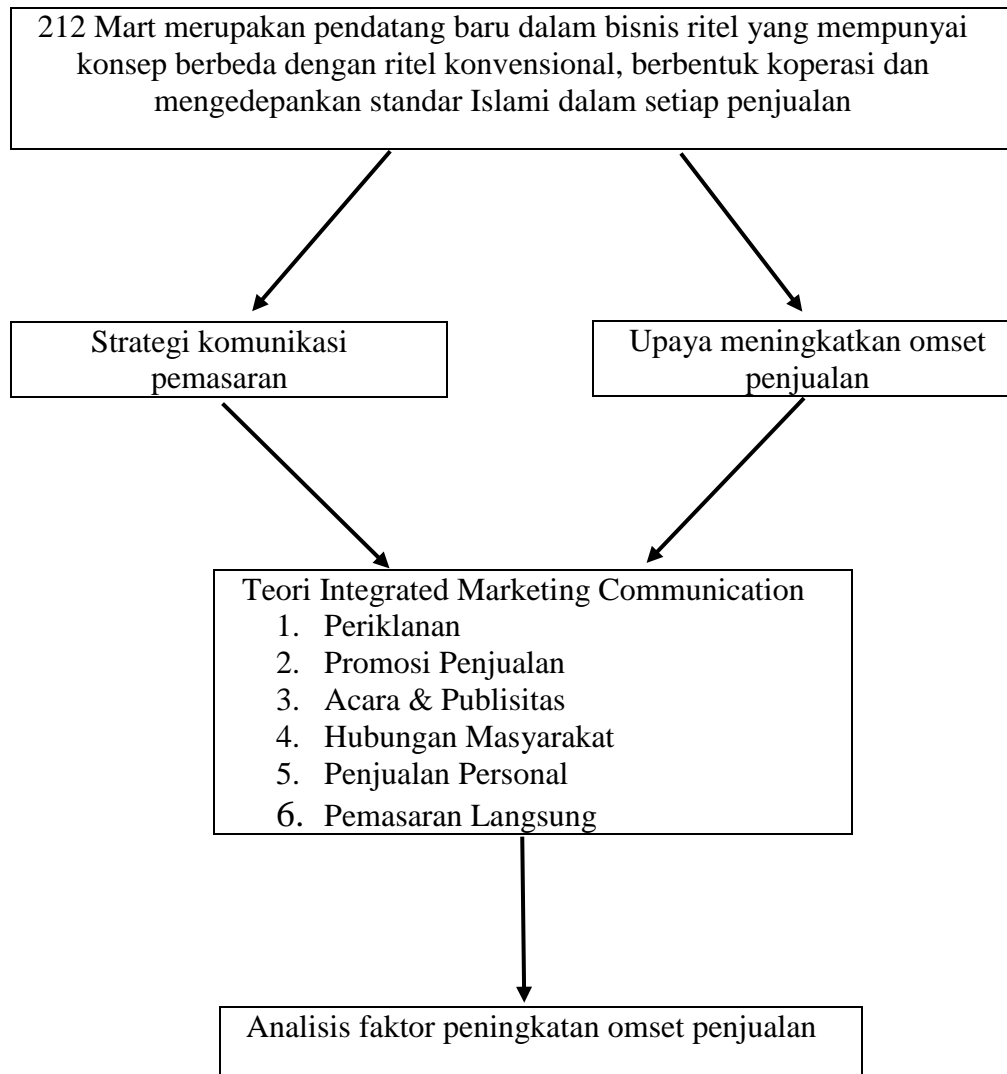 212 Mart merupakan pendatang baru dalam bisnis ritel yang mempunyai
konsep berbeda dengan ritel konvensional, berbentuk koperasi dan
mengedepankan standar Islami dalam setiap penjualan
Strategi komunikasi
pemasaran
Upaya meningkatkan omset
penjualan
Teori Integrated Marketing Communication
1. Periklanan
2. Promosi Penjualan
3. Acara & Publisitas
4. Hubungan Masyarakat
5. Penjualan Personal
6. Pemasaran Langsung
Analisis faktor peningkatan omset penjualan